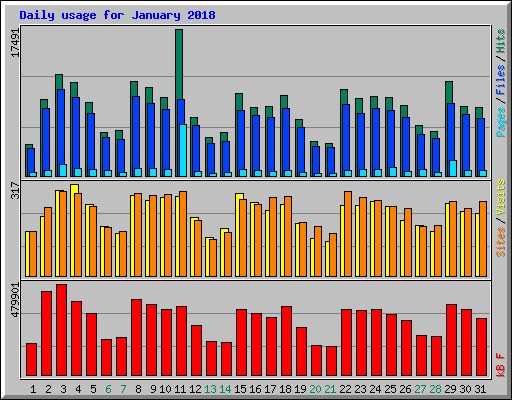 Daily usage for January 2018
17491
Pages / Files / Hits
317
Sites / Visits
479901
kB F
1 2 3 4 5 6 7 8 9 10 11 12 13 14 15 16 17 18 19 20 21 22 23 24 25 26 27 28 29 30 31